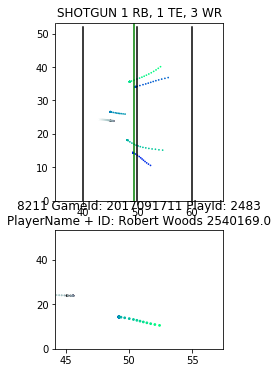 SHOTGUN 1 RB, 1 TE, 3 WR
50
40
30
20
10
0
40 50 60
8211 GameId: 2017091711 PlayId: 2483
PlayerName + ID: Robert Woods 2540169.0
40
20
0
45 50 55